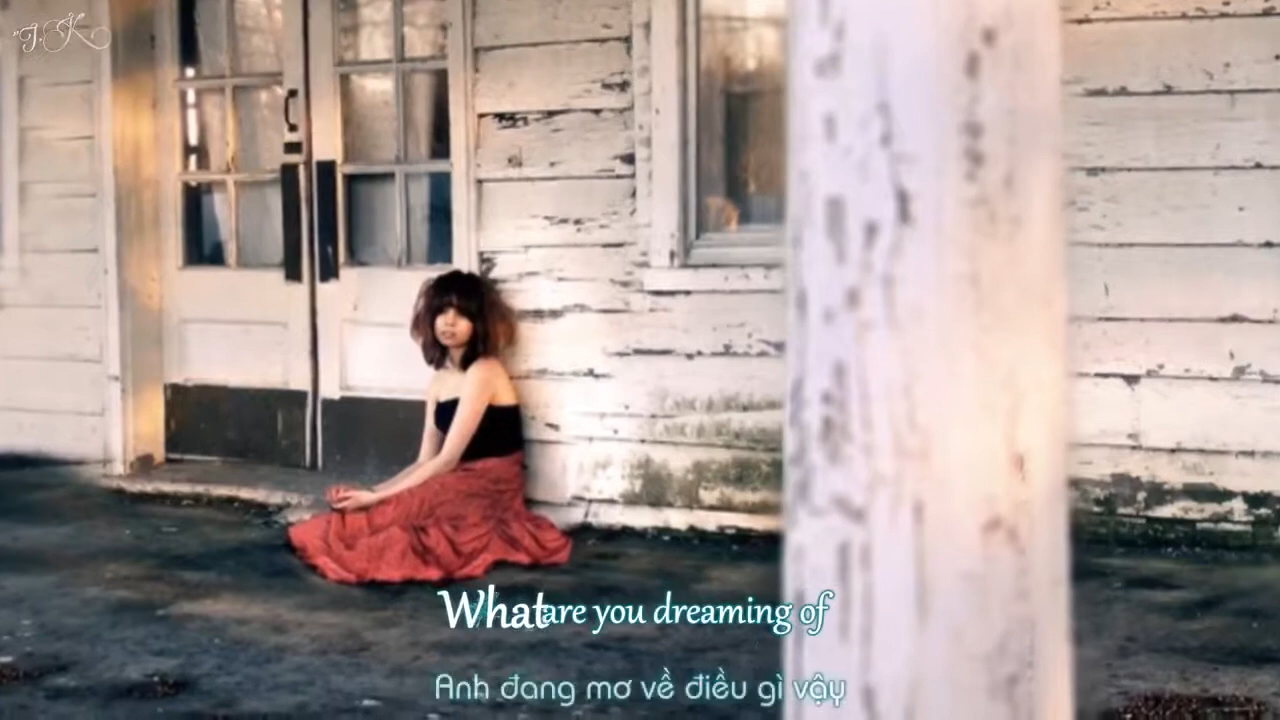 "J.K"
What are you dreaming of
Anh đang mơ về điều gì vậy